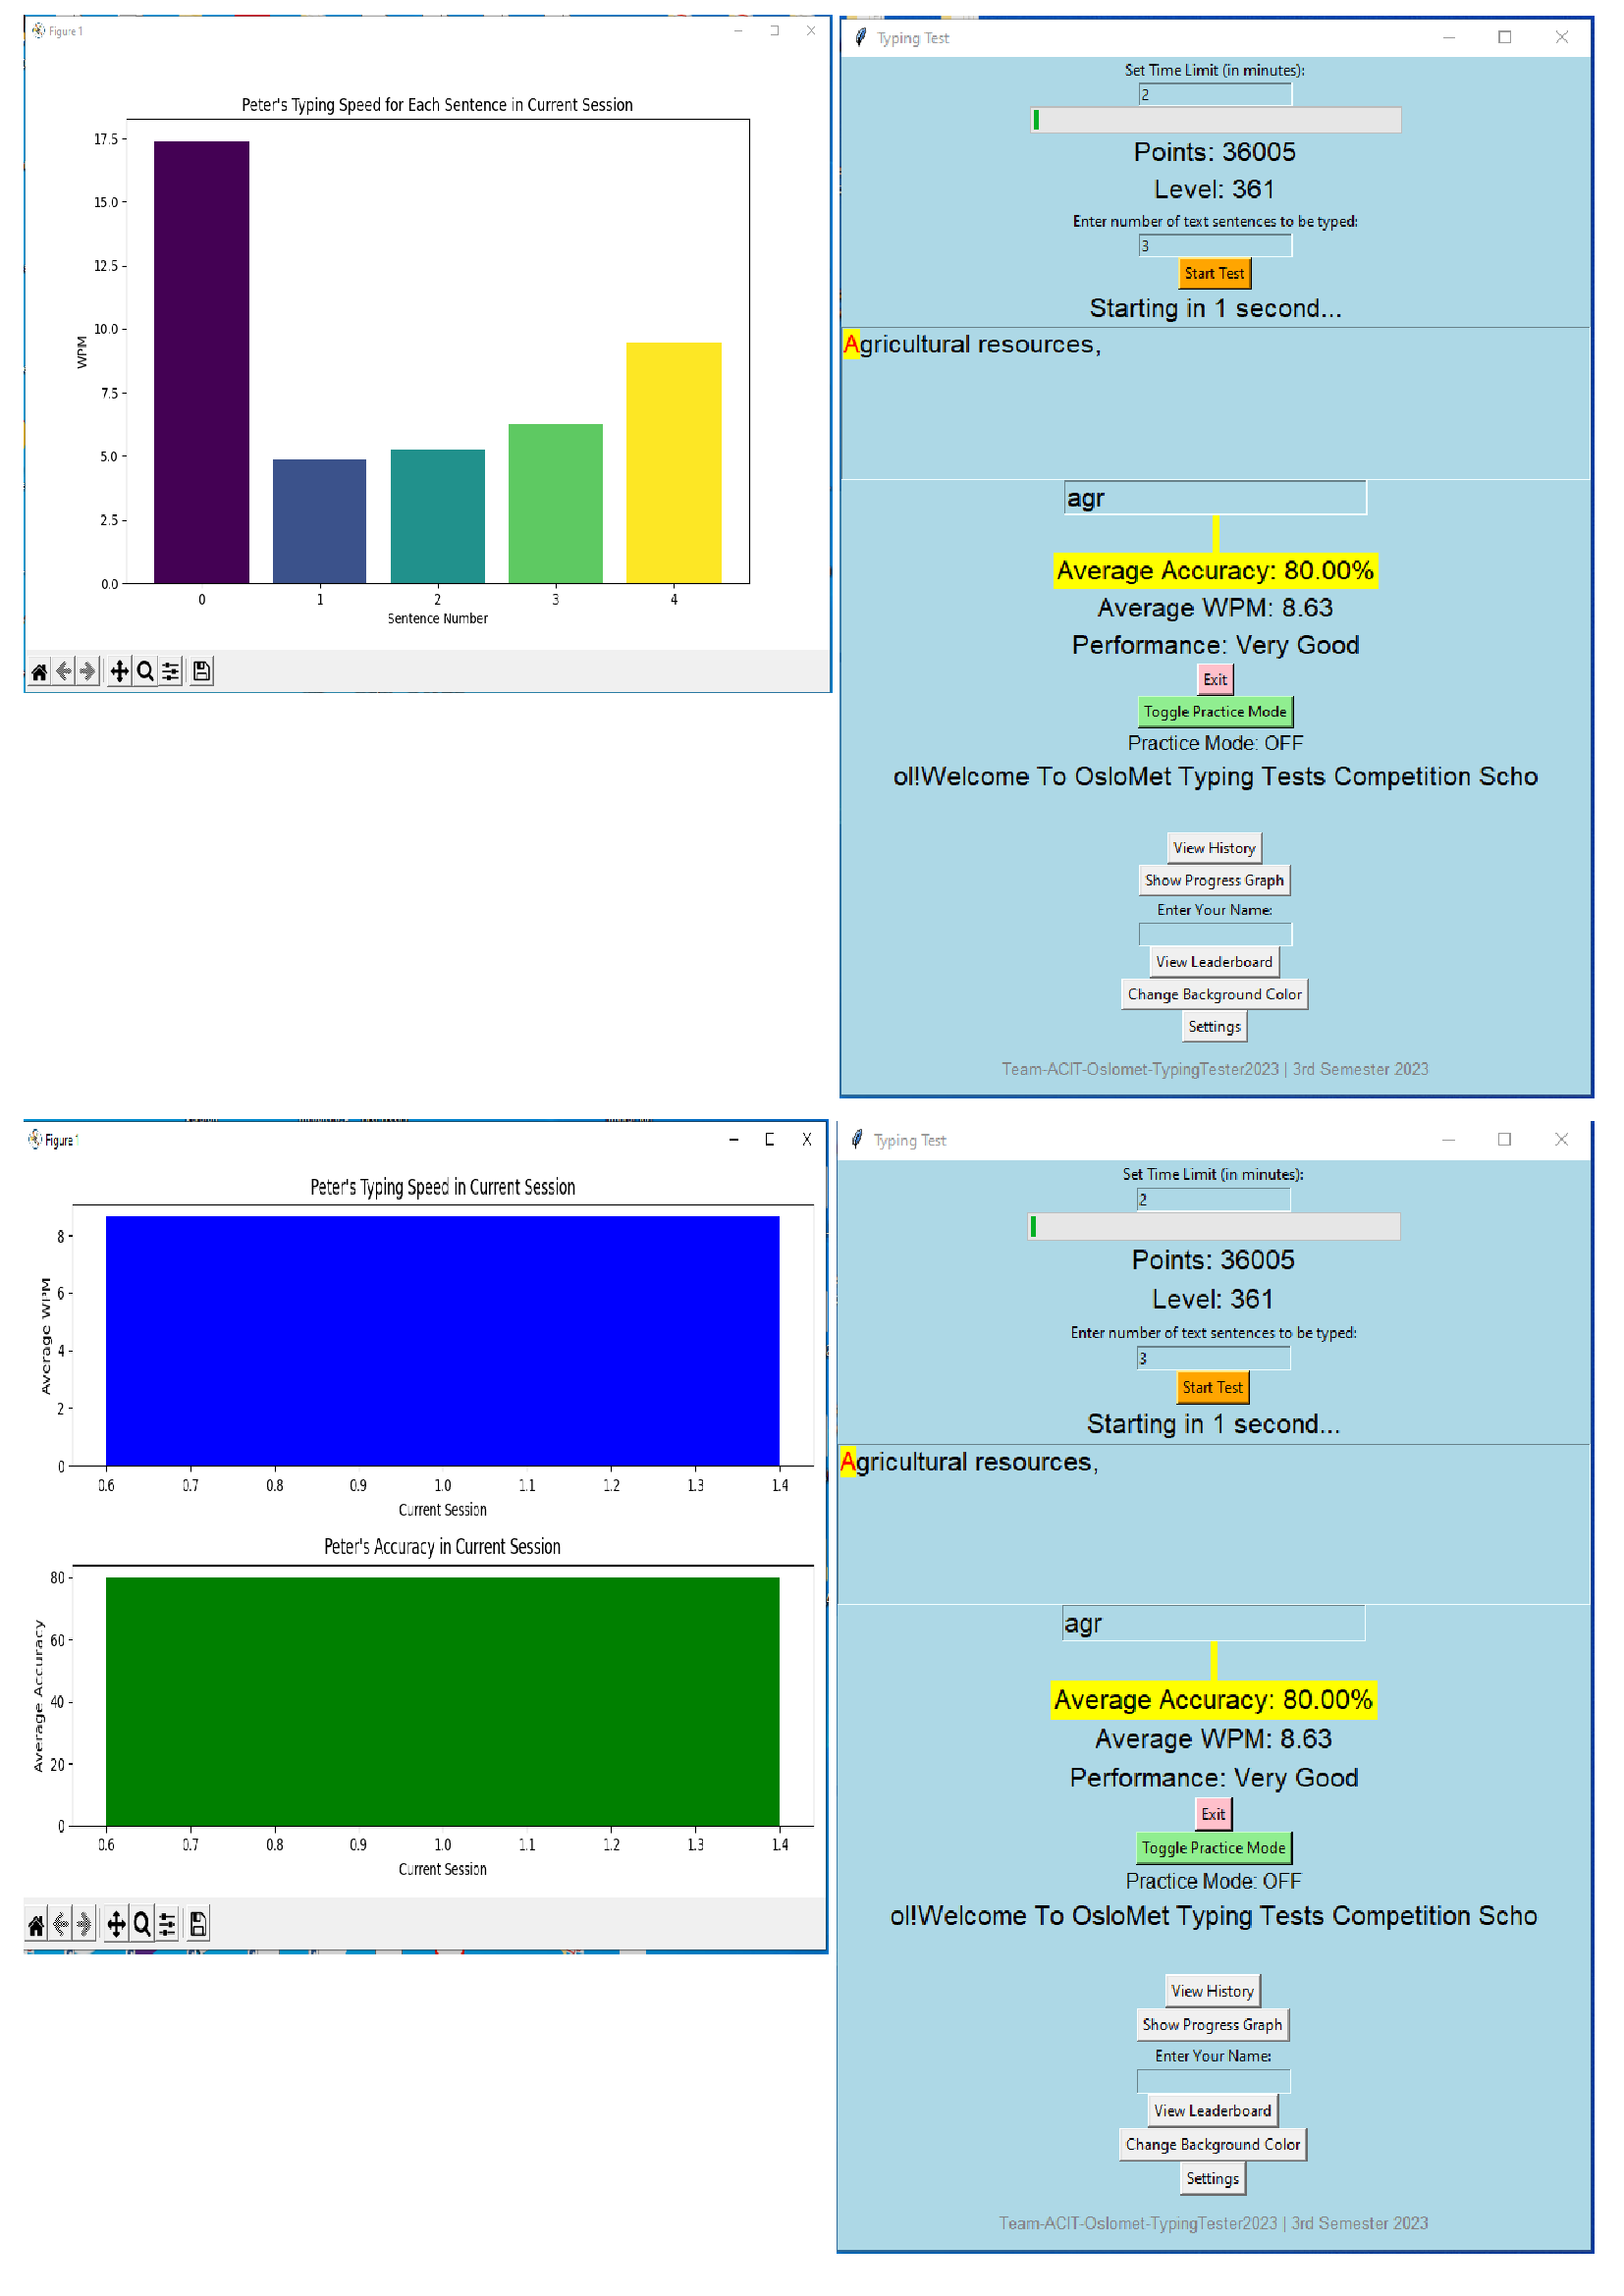 Figure 1
Peter's Typing Speed for Each Sentence in Current Session
17.5
15.0
12.5
10.0
7.5
5.0
2.5
0.0
WPM
0 1 2 3 4
Sentence Number
Typing Test
Set Time Limit (in minutes):
2
Points: 36005
Level: 361
Enter number of text sentences to be typed:
3
Start Test
Starting in 1 second...
Agricultural resources,
agr
Average Accuracy: 80.00%
Average WPM: 8.63
Performance: Very Good
Exit
Toggle Practice Mode
Practice Mode: OFF
ol!Welcome To OsloMet Typing Tests Competition Scho
View History
Show Progress Graph
Enter Your Name:
View Leaderboard
Change Background Color
Settings
Team-ACIT-Oslomet-TypingTester2023 | 3rd Semester 2023
Figure 1
Peter's Typing Speed in Current Session
8
6
4
2
0
Average WPM
0.6 0.7 0.8 0.9 1.0 1.1 1.2 1.3 1.4
Current Session
Peter's Accuracy in Current Session
80
60
40
20
0
Average Accuracy
0.6 0.7 0.8 0.9 1.0 1.1 1.2 1.3 1.4
Current Session
Typing Test
Set Time Limit (in minutes):
2
Points: 36005
Level: 361
Enter number of text sentences to be typed:
3
Start Test
Starting in 1 second...
Agricultural resources,
agr
Average Accuracy: 80.00%
Average WPM: 8.63
Performance: Very Good
Exit
Toggle Practice Mode
Practice Mode: OFF
ol!Welcome To OsloMet Typing Tests Competition Scho
View History
Show Progress Graph
Enter Your Name:
View Leaderboard
Change Background Color
Settings
Team-ACIT-Oslomet-TypingTester2023 | 3rd Semester 2023